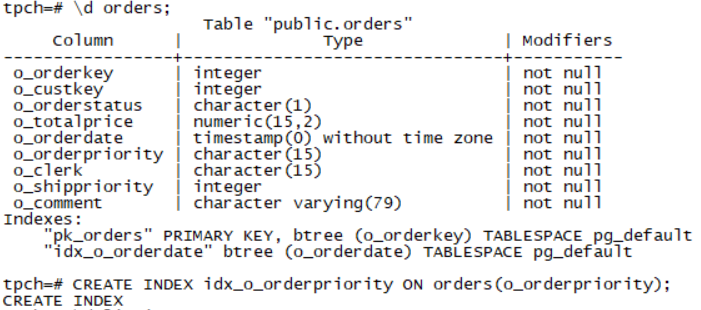 tpch=# \d orders;
Table "public.orders"
Column | Type | Modifiers
-----------------+-------------------------------+-----------
o_orderkey | integer | not null
o_custkey | integer | not null
o_orderstatus | character(1) | not null
o_totalprice | numeric(15,2) | not null
o_orderdate | timestamp(0) without time zone | not null
o_orderpriority | character(15) | not null
o_clerk | character(15) | not null
o_shippriority | integer | not null
o_comment | character varying(79) | not null
Indexes:
"pk_orders" PRIMARY KEY, btree (o_orderkey) TABLESPACE pg_default
"idx_o_orderdate" btree (o_orderdate) TABLESPACE pg_default
tpch=# CREATE INDEX idx_o_orderpriority ON orders(o_orderpriority);
CREATE INDEX